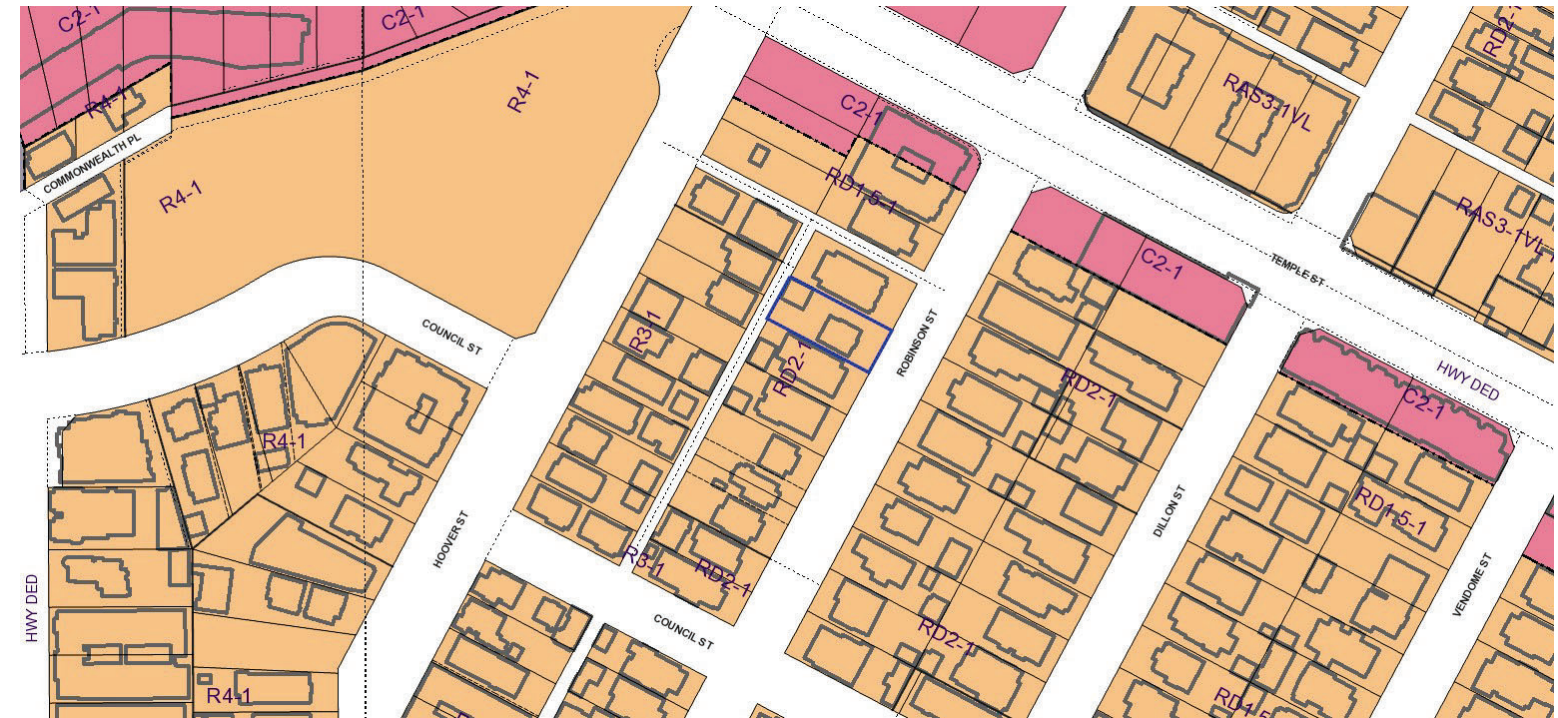 C2-1
C2-1
RD2-1
R4-1
R4-1
RAS3-1VL
C2-1
COMMONWEALTH PL
R4-1
RD1.5-1
RAS3-1VL
C2-1
TEMPLE ST
R3-1
COUNCIL ST
ROBINSON ST
RD2-1
RD2-1
HWY DED
C2-1
R4-1
RD1.5-1
DILLON ST
HOOVER ST
R3-1
RD2-1
VENDOME ST
HWY DED
COUNCIL ST
RD2-1
R4-1